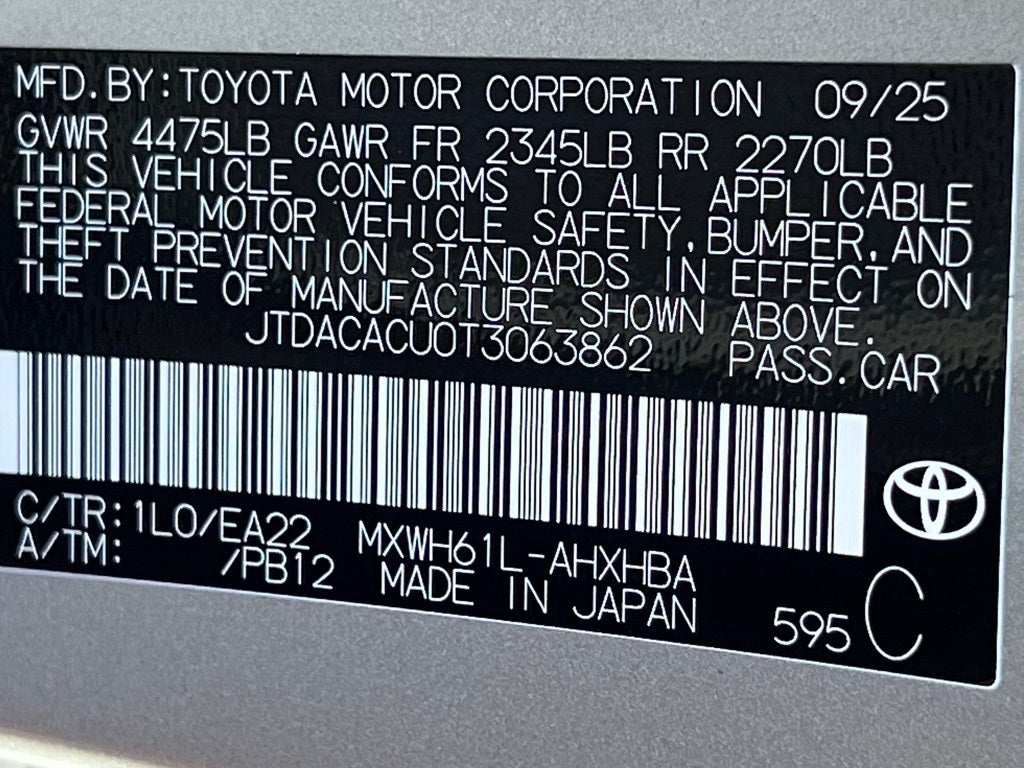 MFD.BY:TOYOTA MOTOR CORPORATION 09/25
GVWR 4475LB GAWR FR 2345LB RR 2270LB
THIS VEHICLE CONFORMS TO ALL APPLICABLE
FEDERAL MOTOR VEHICLE SAFETY,BUMPER,AND
THEFT PREVENTION STANDARDS IN EFFECT ON
THE DATE OF MANUFACTURE SHOWN ABOVE.
JTDACACU0T3063862 PASS.CAR
C/TR:1L0/EA22 MXWH61L-AHXHBA
A/TM: /PB12 MADE IN JAPAN
595 C